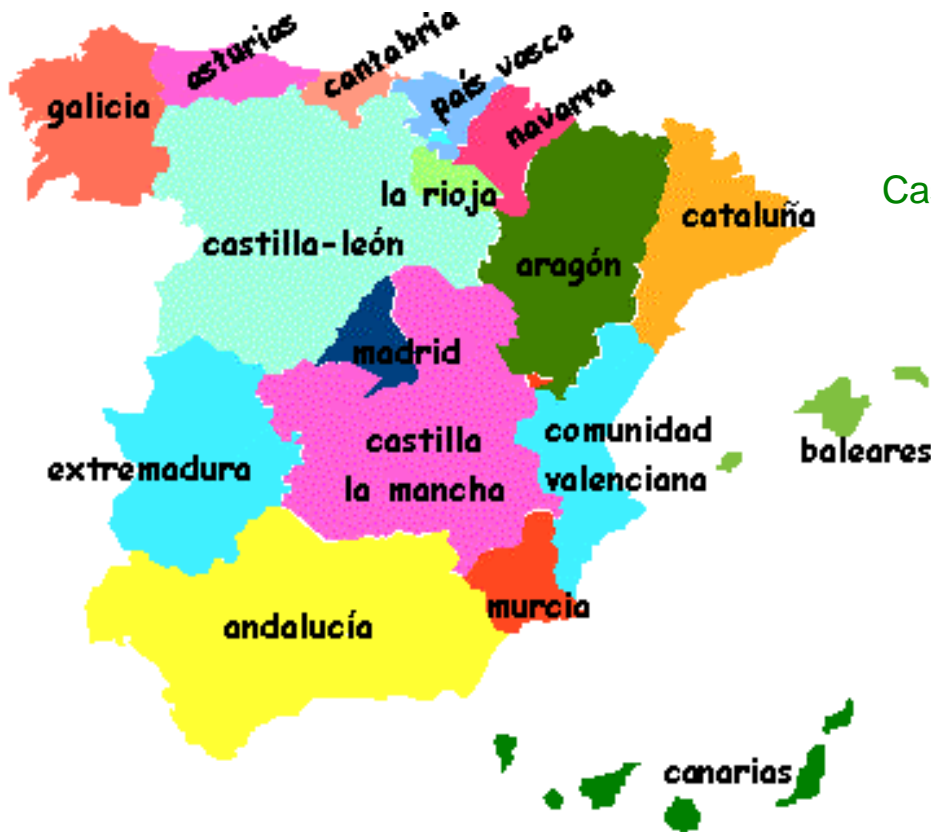 asturias
cantabria
país vasca
galicia
navarra
la rioja
Ca
cataluña
castilla-león
aragón
madrid
comunidad
valenciana
castilla
la mancha
baleares
extremadura
murcia
andalucía
canarias